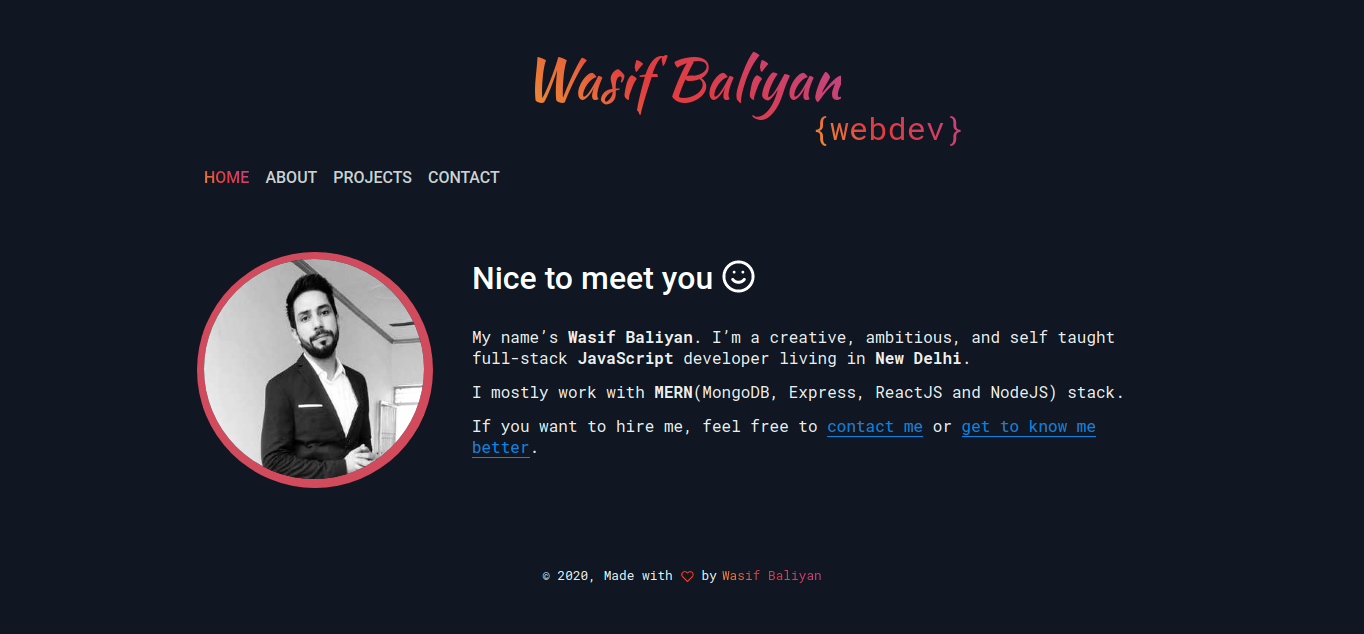 Wasif Baliyan
{webdev}
HOME ABOUT PROJECTS CONTACT
Nice to meet you
My name’s Wasif Baliyan. I’m a creative, ambitious, and self taught
full-stack JavaScript developer living in New Delhi.
I mostly work with MERN(MongoDB, Express, ReactJS and NodeJS) stack.
If you want to hire me, feel free to contact me or get to know me
better.
© 2020, Made with by Wasif Baliyan